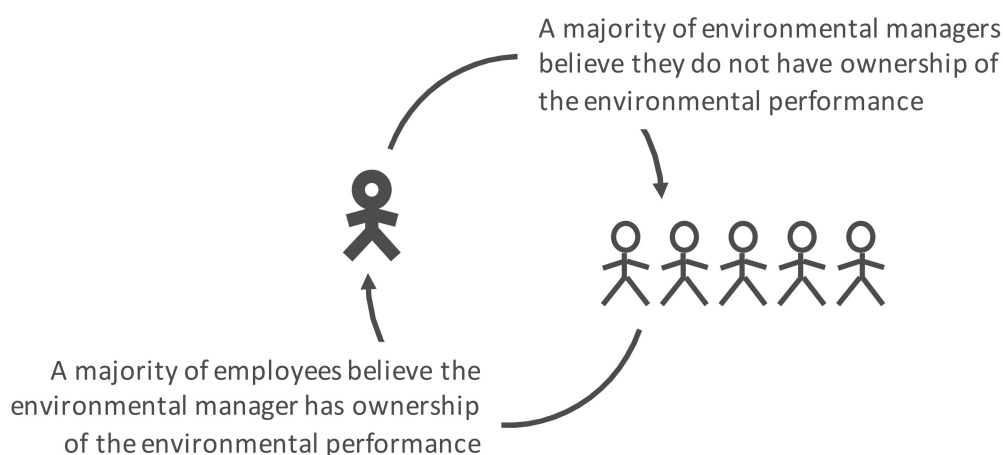 A majority of environmental managers
believe they do not have ownership of
the environmental performance
A majority of employees believe the
environmental manager has ownership
of the environmental performance